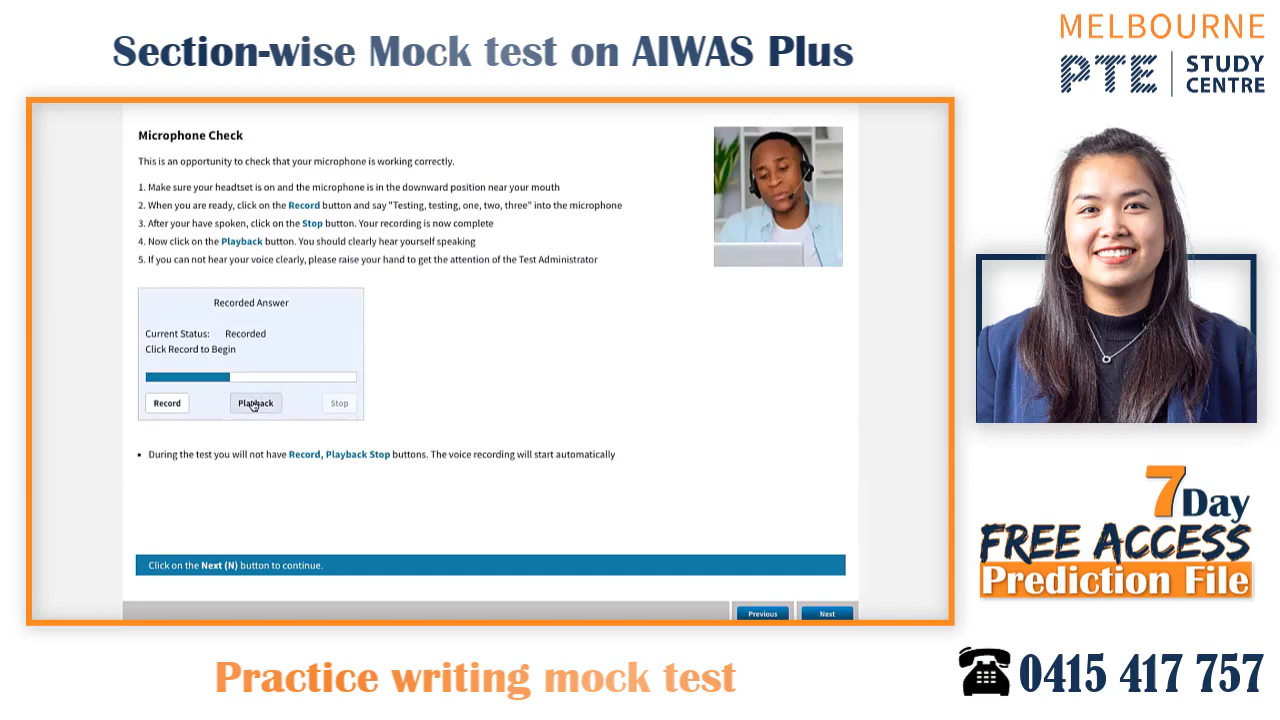 Section-wise Mock test on AIWAS Plus
MELBOURNE
PTE
STUDY
CENTRE
Microphone Check
This is an opportunity to check that your microphone is working correctly.
1. Make sure your headset is on and the microphone is in the downward position near your mouth
2. When you are ready, click on the Record button and say "Testing, testing, one, two, three" into the microphone
3. After your have spoken, click on the Stop button. Your recording is now complete
4. Now click on the Playback button. You should clearly hear yourself speaking
5. If you can not hear your voice clearly, please raise your hand to get the attention of the Test Administrator
Recorded Answer
Current Status: Recorded
Click Record to Begin
Record Playback Stop
• During the test you will not have Record, Playback Stop buttons. The voice recording will start automatically
Click on the Next (N) button to continue.
Previous Next
7 Day
FREE ACCESS
Prediction File
Practice writing mock test
0415 417 757